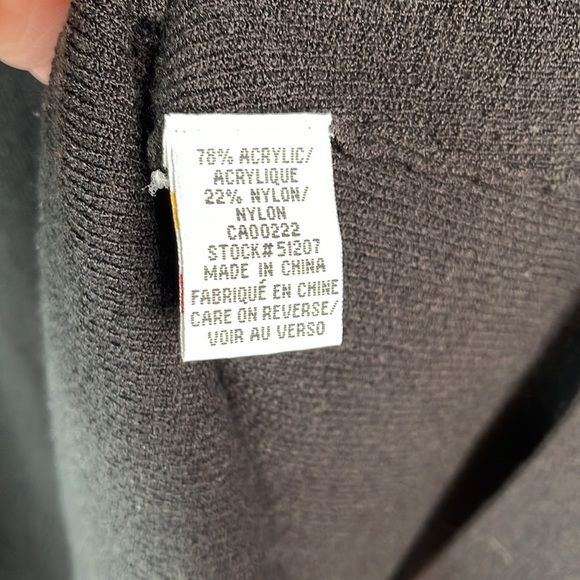 78% ACRYLIC/
ACRYLIQUE
22% NYLON/
NYLON
CA00222
STOCK# 51207
MADE IN CHINA
FABRIQUÉ EN CHINE
CARE ON REVERSE/
VOIR AU VERSO